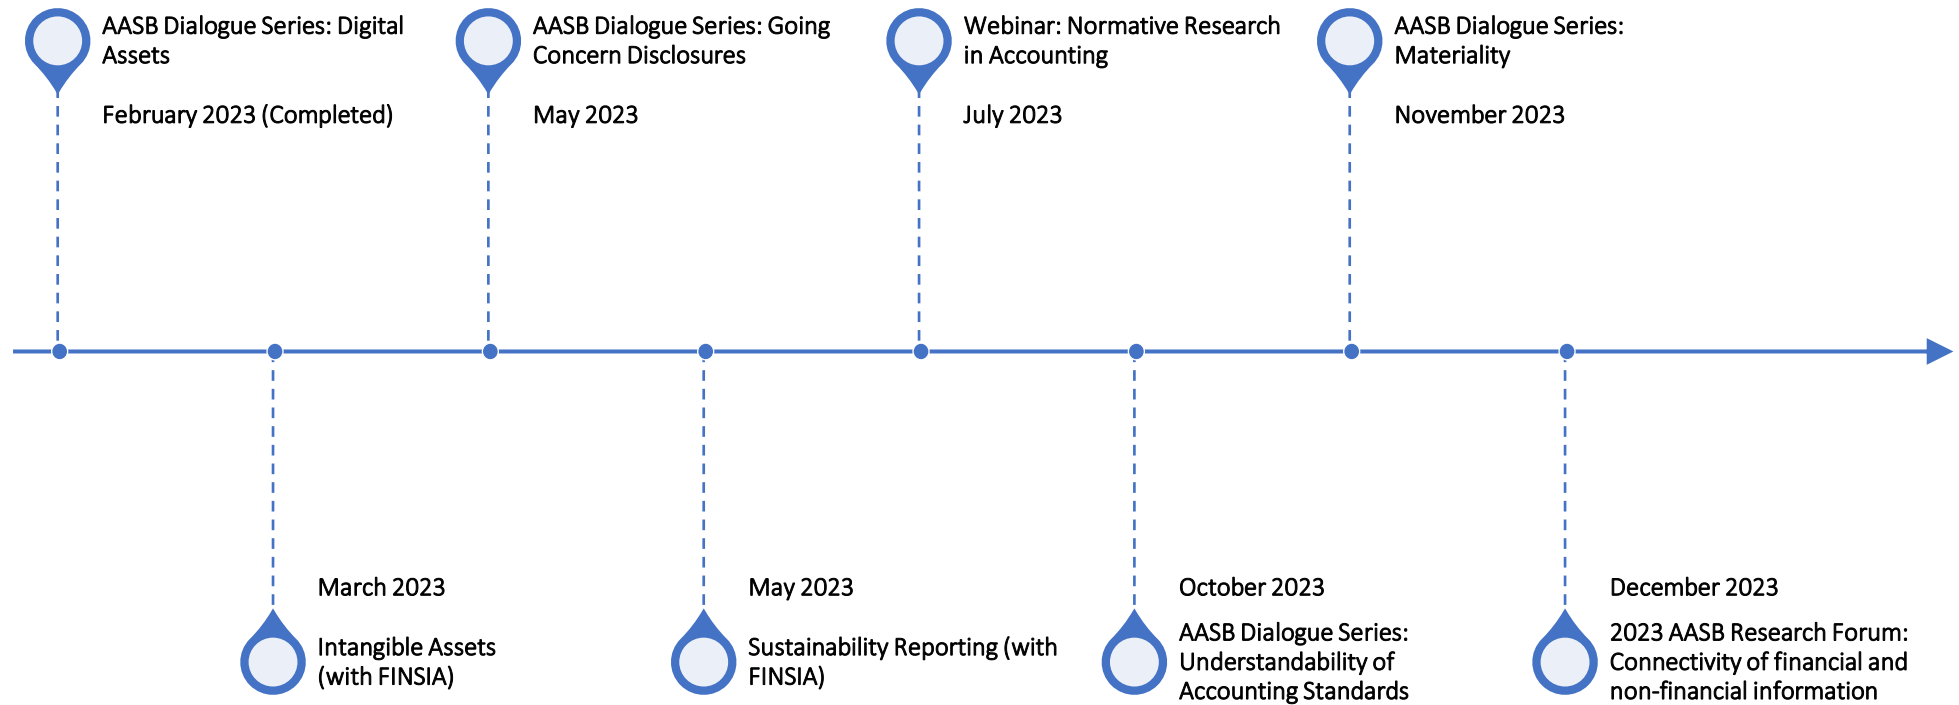 AASB Dialogue Series: Digital
Assets
February 2023 (Completed)
AASB Dialogue Series: Going
Concern Disclosures
May 2023
Webinar: Normative Research
in Accounting
July 2023
AASB Dialogue Series:
Materiality
November 2023
March 2023
Intangible Assets
(with FINSIA)
May 2023
Sustainability Reporting (with
FINSIA)
October 2023
AASB Dialogue Series:
Understandability of
Accounting Standards
December 2023
2023 AASB Research Forum:
Connectivity of financial and
non-financial information